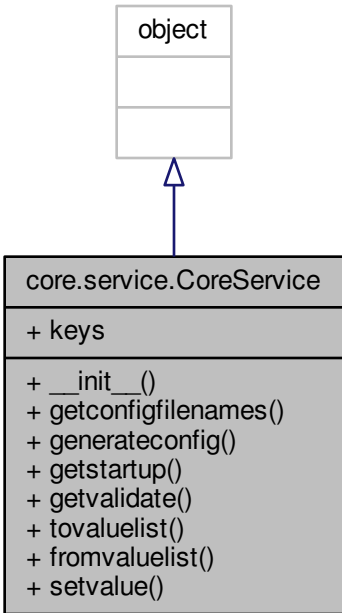 object
core.service.CoreService
+ keys
+ __init__()
+ getconfigfilenames()
+ generateconfig()
+ getstartup()
+ getvalidate()
+ tovaluelist()
+ fromvaluelist()
+ setvalue()